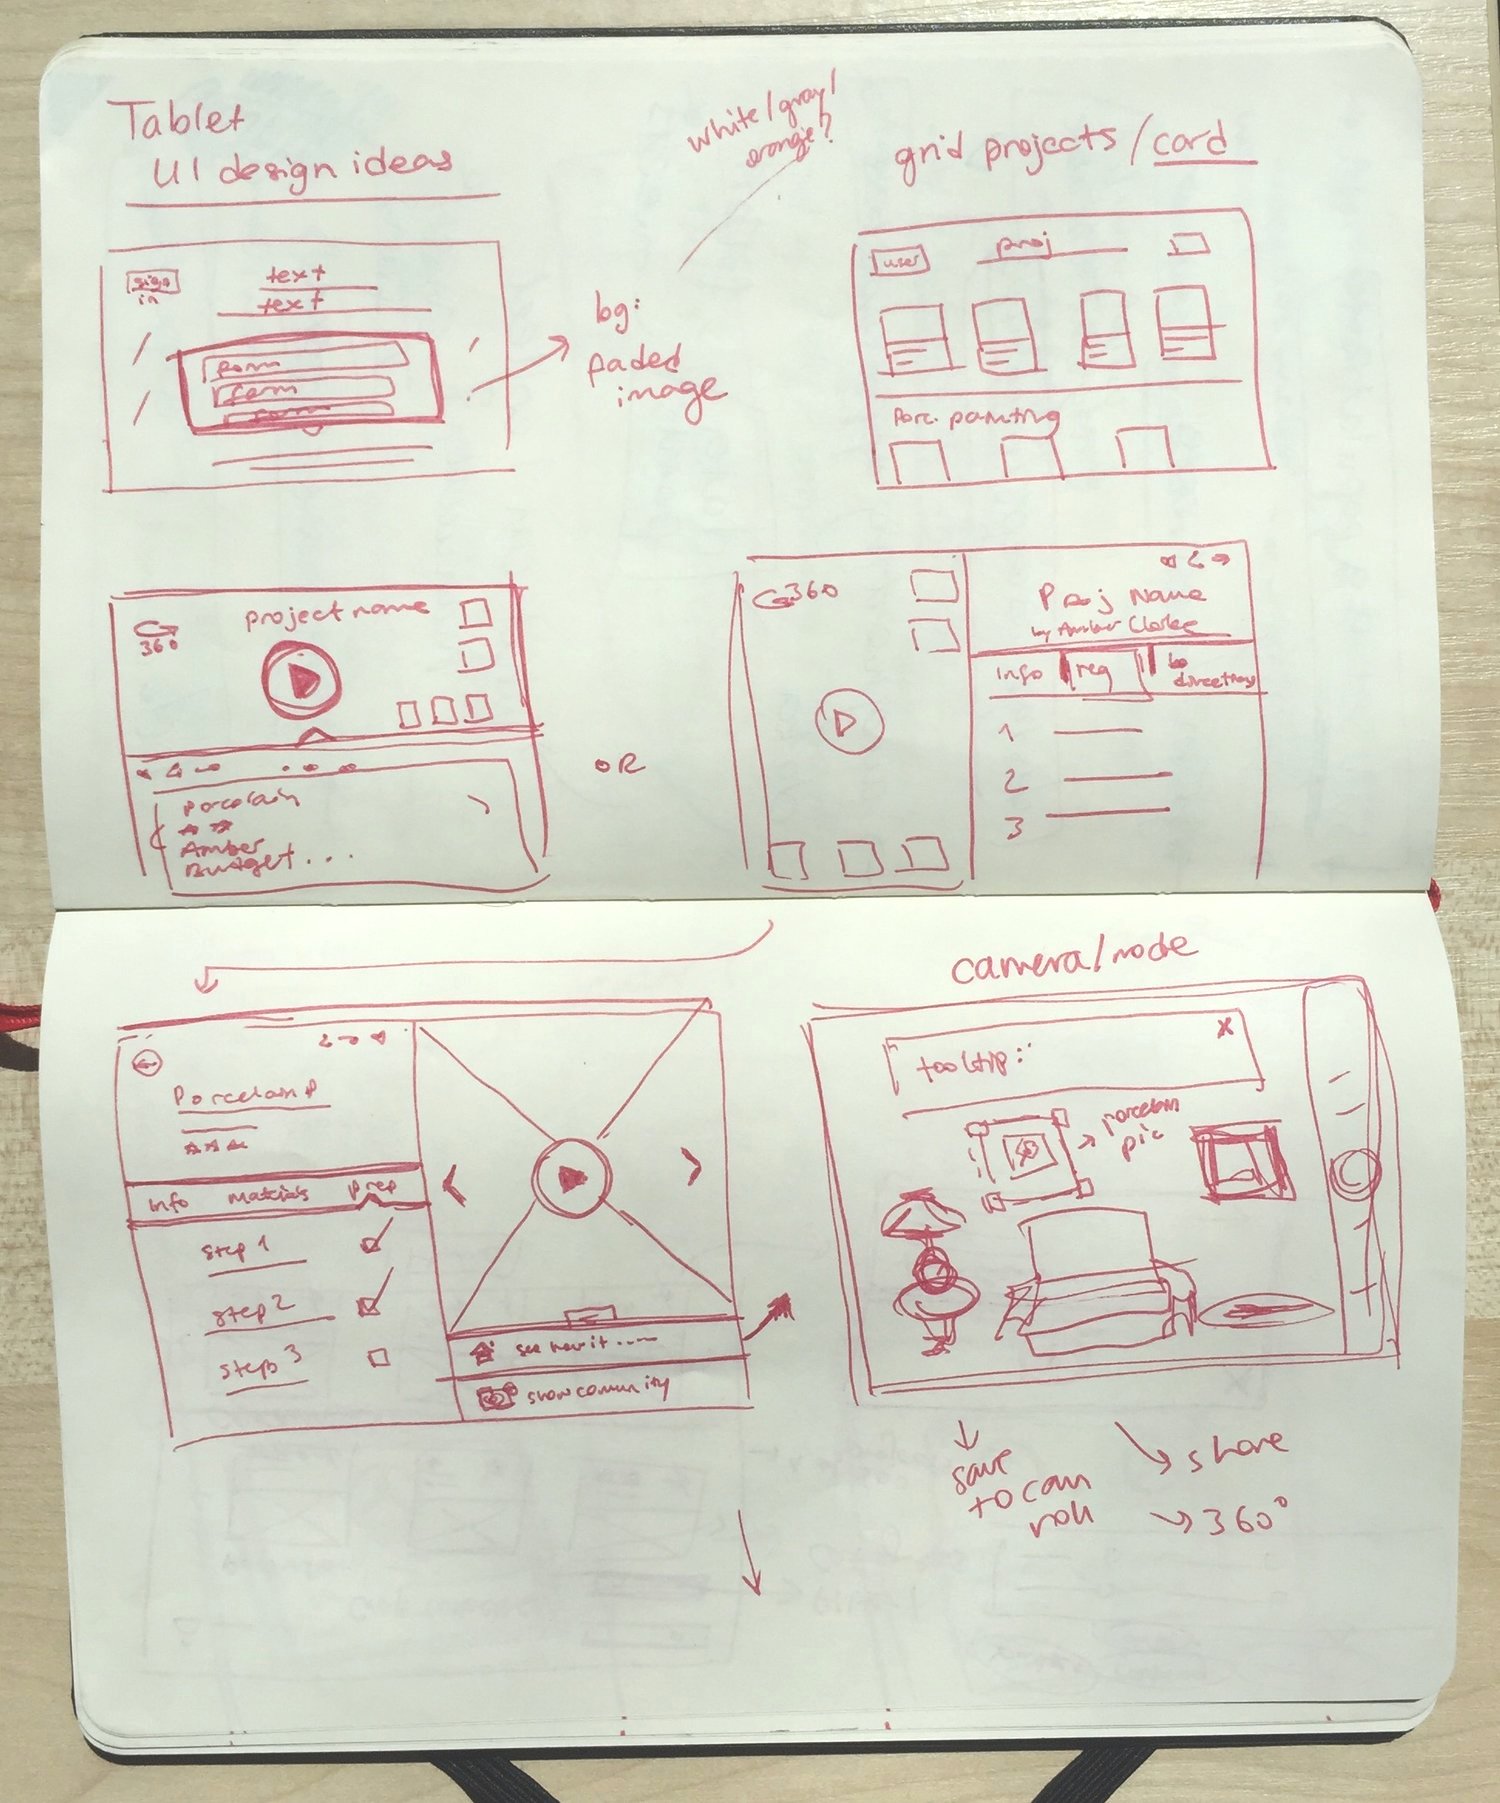 Tablet
UI design ideas
white/gray/
orange?
grid projects/card
sign
in
text
text
form
form
form
bg:
faded
image
user
proj
Porc. painting
360
project name
Porcelain
Amber
Budget...
OR
360
Proj Name
by Amber Clarke
info
req
directory
1
2
3
Porcelain P
info materials prep
step 1
step 2
step 3
see how it ....
show comunity
camera/mode
tooltip:
x
porcelain
pic
save
to cam
roll
share
360°